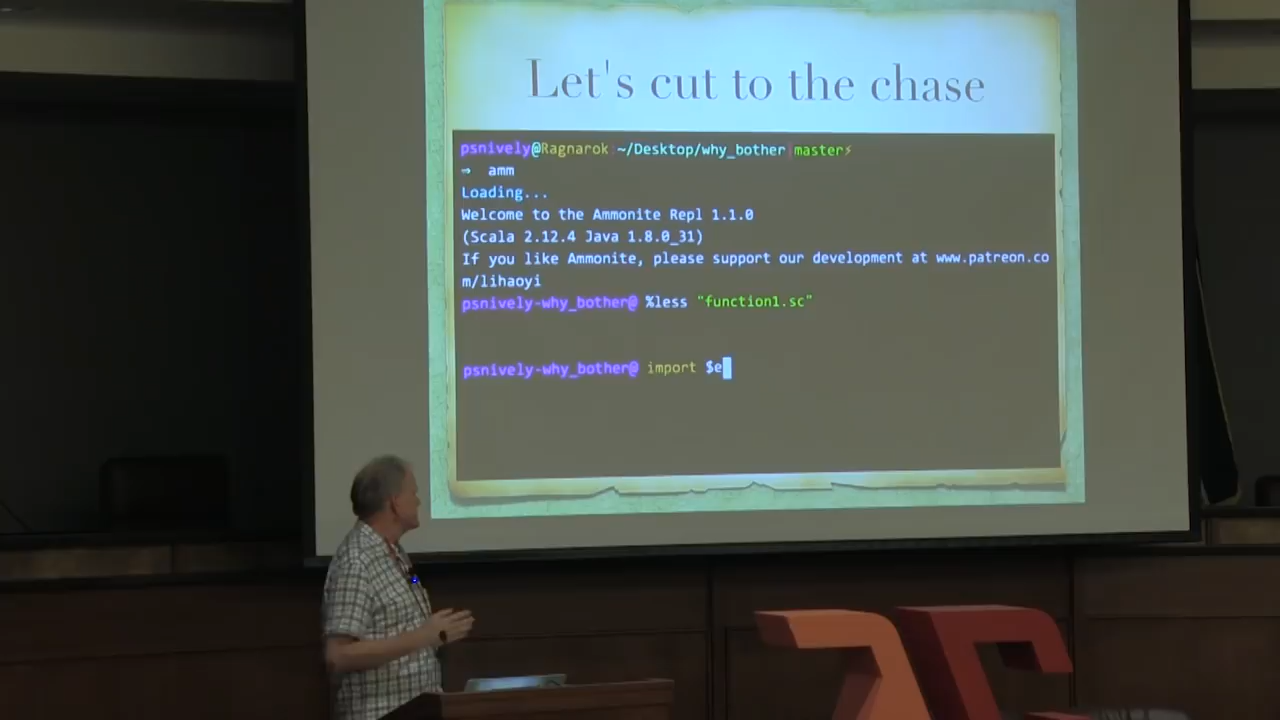 Let's cut to the chase
psnively@Ragnarok ~/Desktop/why_bother master⚡
⇒ amm
Loading...
Welcome to the Ammonite Repl 1.1.0
(Scala 2.12.4 Java 1.8.0_31)
If you like Ammonite, please support our development at www.patreon.co
m/lihaoyi
psnively-why_bother@ %less "function1.sc"
psnively-why_bother@ import $e